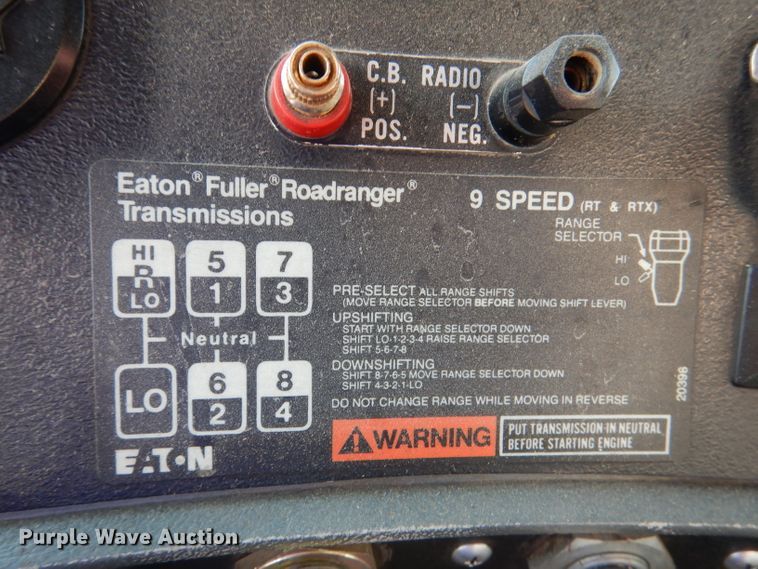 C.B. RADIO
(+) (-)
POS. NEG.
Eaton® Fuller® Roadranger®
Transmissions
9 SPEED (RT & RTX)
RANGE
SELECTOR
HI
LO
HI
R
LO
5
1
7
3
Neutral
LO
6
2
8
4
PRE-SELECT ALL RANGE SHIFTS
(MOVE RANGE SELECTOR BEFORE MOVING SHIFT LEVER)
UPSHIFTING
START WITH RANGE SELECTOR DOWN
SHIFT LO-1-2-3-4 RAISE RANGE SELECTOR
SHIFT 5-6-7-8
DOWNSHIFTING
SHIFT 8-7-6-5 MOVE RANGE SELECTOR DOWN
SHIFT 4-3-2-1-LO
DO NOT CHANGE RANGE WHILE MOVING IN REVERSE
20396
WARNING
PUT TRANSMISSION IN NEUTRAL
BEFORE STARTING ENGINE
EATON
Purple Wave Auction